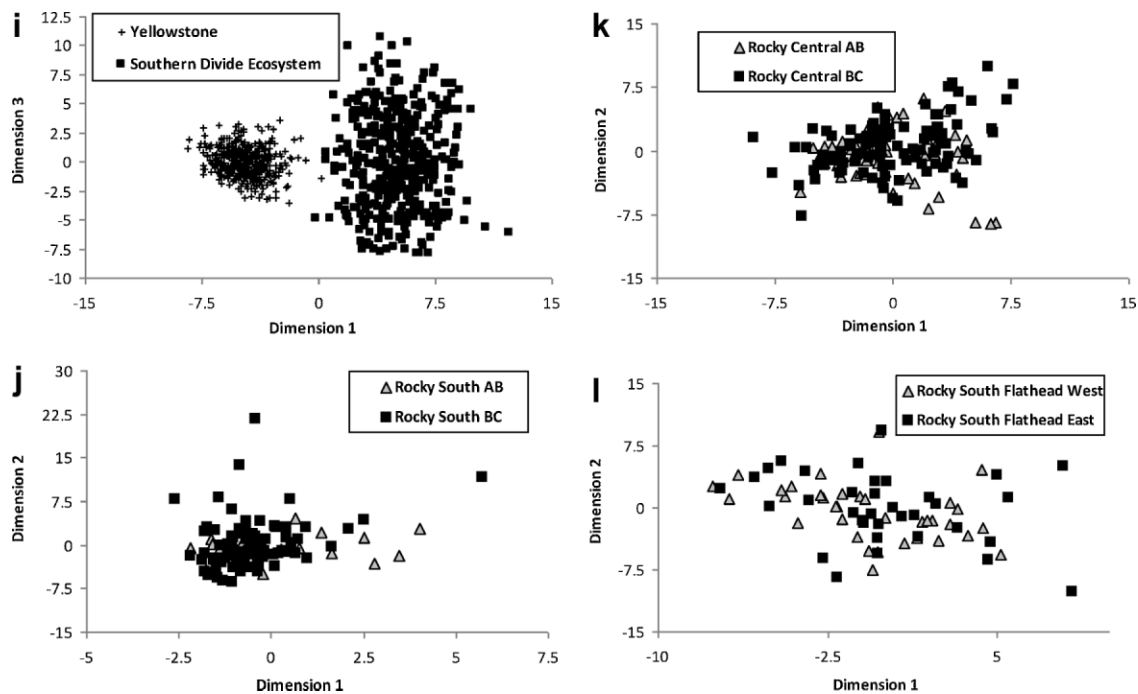 i
12.5
10
7.5
5
2.5
0
-2.5
-5
-7.5
-10
Dimension 3
+ Yellowstone
■ Southern Divide Ecosystem
-15 -7.5 0 7.5 15
Dimension 1
k
15
7.5
0
-7.5
-15
Dimension 2
△ Rocky Central AB
■ Rocky Central BC
-15 -7.5 0 7.5 15
Dimension 1
j
30
22.5
15
7.5
0
-7.5
-15
Dimension 2
△ Rocky South AB
■ Rocky South BC
-5 -2.5 0 2.5 5 7.5
Dimension 1
l
15
7.5
0
-7.5
-15
Dimension 2
△ Rocky South Flathead West
■ Rocky South Flathead East
-10 -2.5 5
Dimension 1